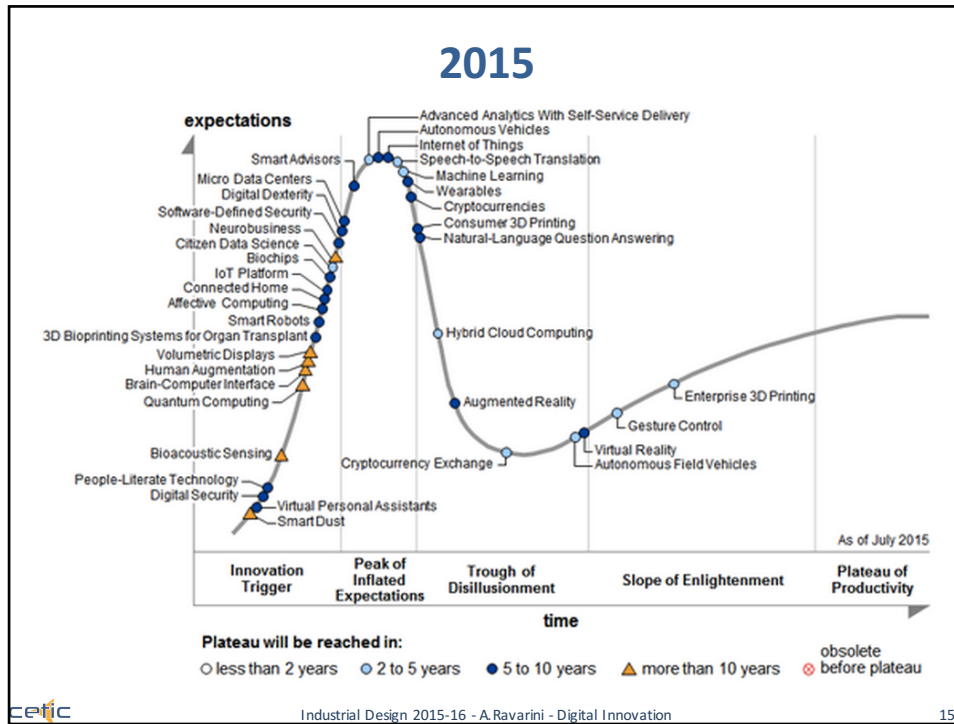 2015
expectations
Advanced Analytics With Self-Service Delivery
Autonomous Vehicles
Internet of Things
Speech-to-Speech Translation
Machine Learning
Wearables
Cryptocurrencies
Consumer 3D Printing
Natural-Language Question Answering
Smart Advisors
Micro Data Centers
Digital Dexterity
Software-Defined Security
Neurobusiness
Citizen Data Science
Biochips
IoT Platform
Connected Home
Affective Computing
Smart Robots
3D Bioprinting Systems for Organ Transplant
Volumetric Displays
Human Augmentation
Brain-Computer Interface
Quantum Computing
Bioacoustic Sensing
People-Literate Technology
Digital Security
Virtual Personal Assistants
Smart Dust
Hybrid Cloud Computing
Augmented Reality
Cryptocurrency Exchange
Enterprise 3D Printing
Gesture Control
Virtual Reality
Autonomous Field Vehicles
As of July 2015
Innovation
Trigger
Peak of
Inflated
Expectations
Trough of
Disillusionment
Slope of Enlightenment
Plateau of
Productivity
time
Plateau will be reached in:
less than 2 years
2 to 5 years
5 to 10 years
more than 10 years
obsolete
before plateau
cetic
Industrial Design 2015-16 - A.Ravarini - Digital Innovation
15